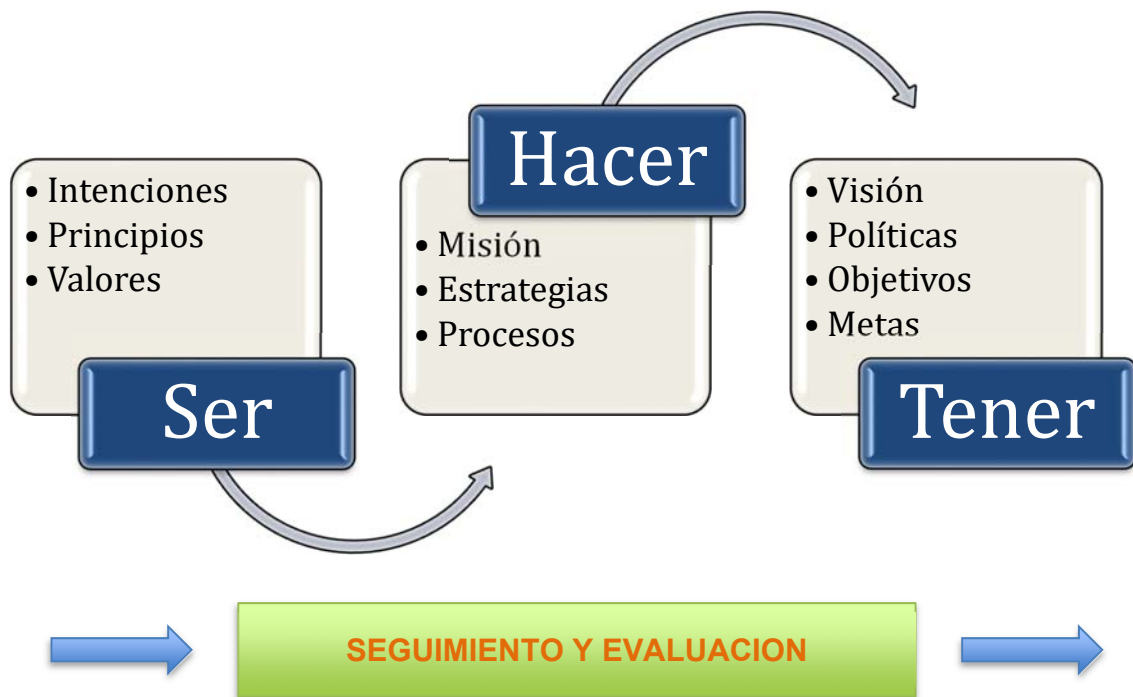 • Intenciones
• Principios
• Valores
Ser
Hacer
• Misión
• Estrategias
• Procesos
• Visión
• Políticas
• Objetivos
• Metas
Tener
SEGUIMIENTO Y EVALUACION